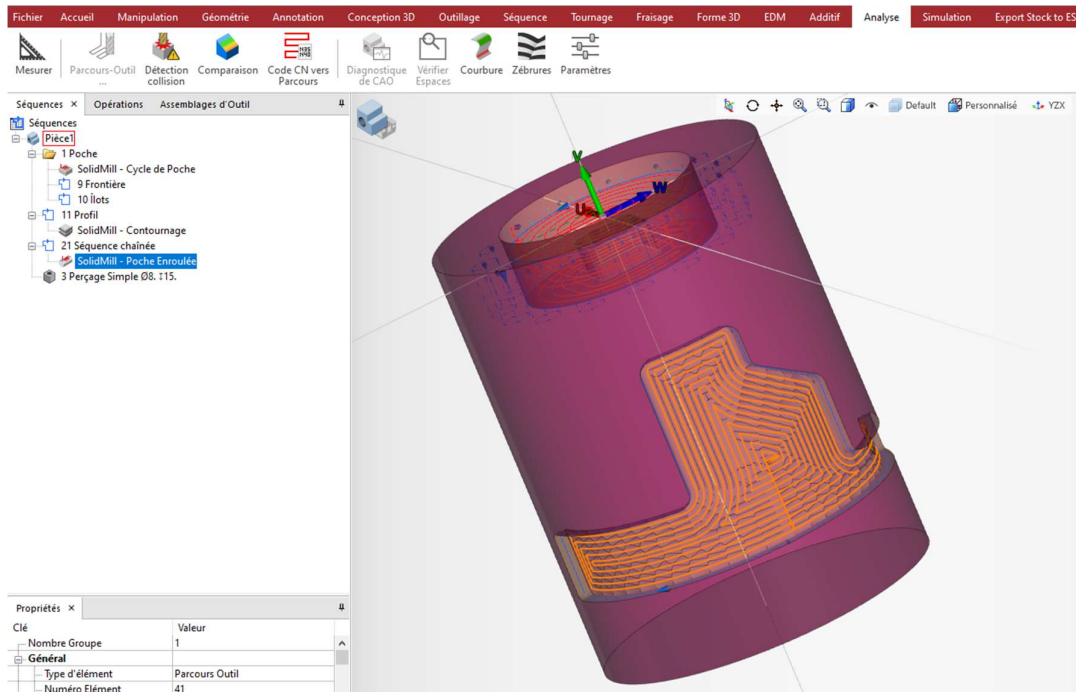 Fichier Accueil Manipulation Géométrie Annotation Conception 3D Outillage Séquence Tournage Fraisage Forme 3D EDM Additif Analyse Simulation Export Stock to ES
Mesurer Parcours-Outil ... Détection collision Comparaison Code CN vers Parcours Diagnostique de CAO Vérifier Espaces Courbure Zébrures Paramètres
Séquences × Opérations Assemblages d'Outil
Default Personnalisé YZX
Séquences
Pièce1
1 Poche
SolidMill - Cycle de Poche
9 Frontière
10 Îlots
11 Profil
SolidMill - Contournage
21 Séquence chaînée
SolidMill - Poche Enroulée
3 Perçage Simple Ø8. ↧15.
V
U
W
Propriétés ×
Clé Valeur
Nombre Groupe 1
Général
Type d'élément Parcours Outil
Numéro Elément 41